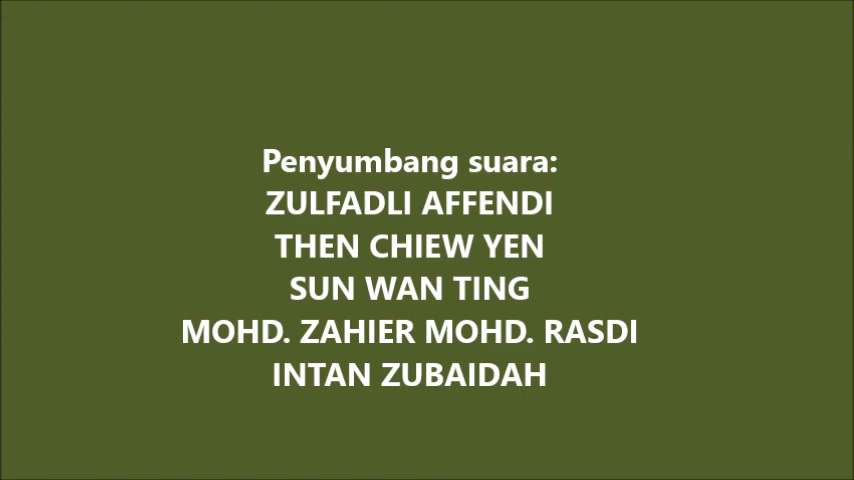 Penyumbang suara:
ZULFADLI AFFENDI
THEN CHIEW YEN
SUN WAN TING
MOHD. ZAHIER MOHD. RASDI
INTAN ZUBAIDAH